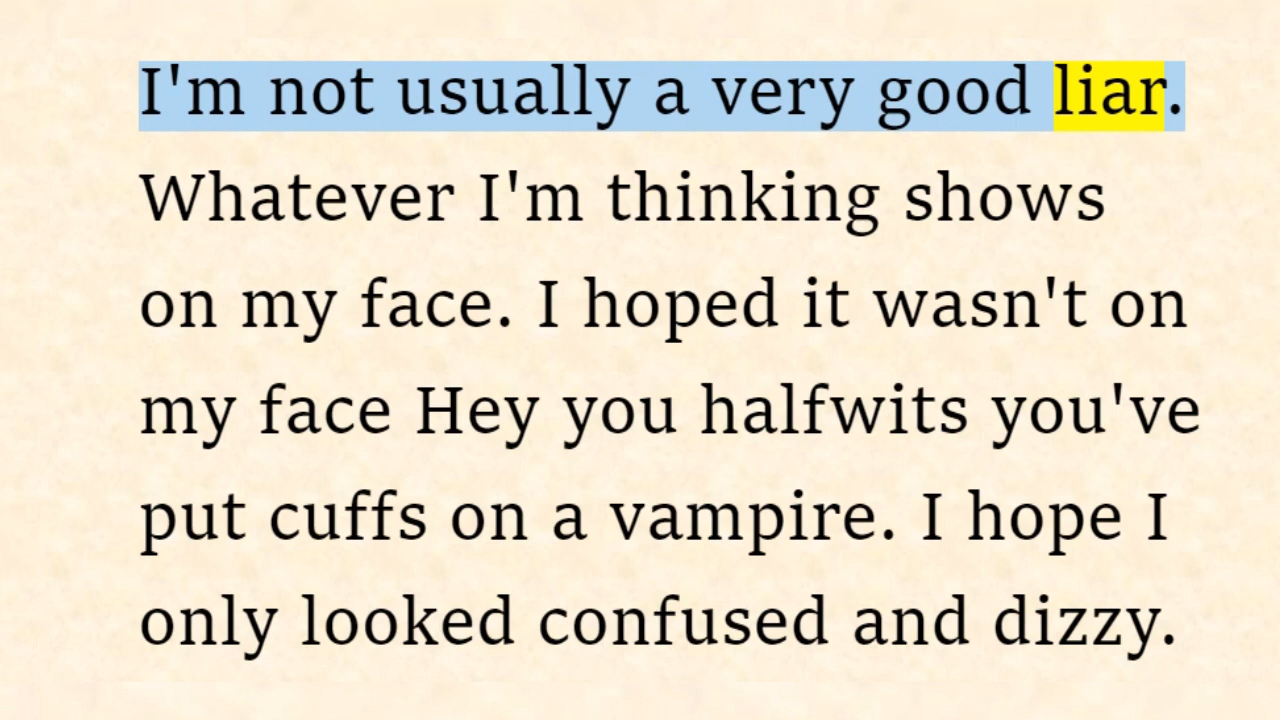 I'm not usually a very good liar.
Whatever I'm thinking shows
on my face. I hoped it wasn't on
my face Hey you halfwits you've
put cuffs on a vampire. I hope I
only looked confused and dizzy.